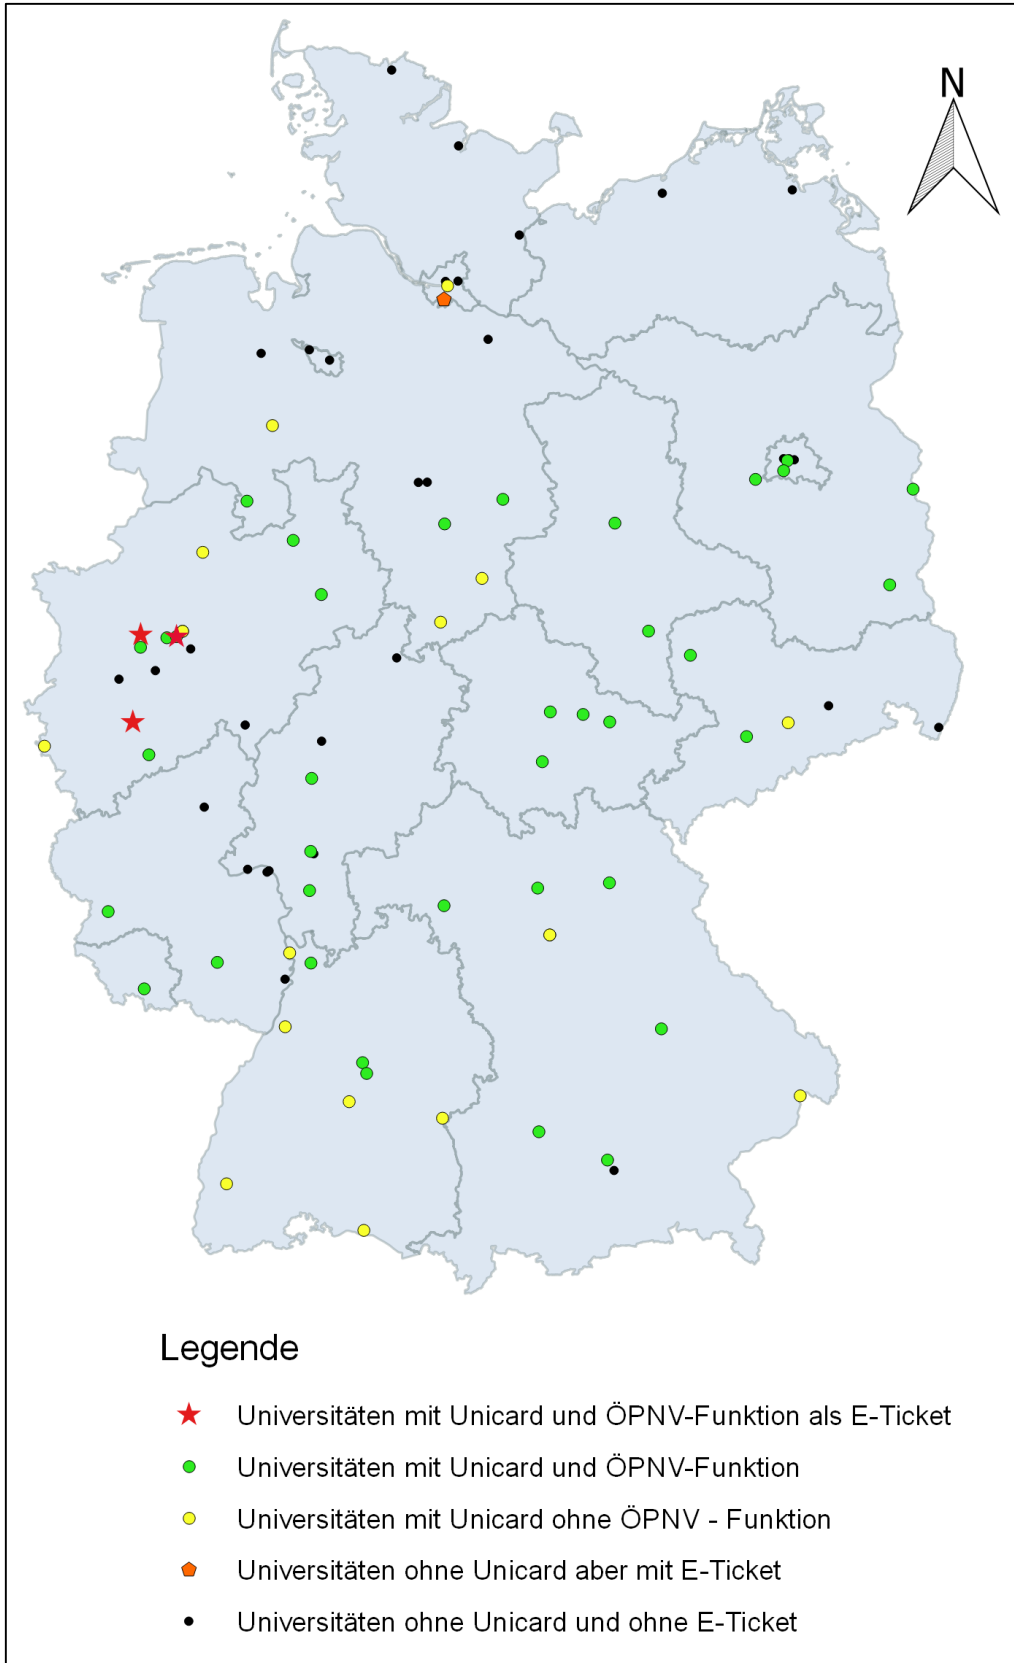 N
Legende
Universitäten mit Unicard und ÖPNV-Funktion als E-Ticket
Universitäten mit Unicard und ÖPNV-Funktion
Universitäten mit Unicard ohne ÖPNV - Funktion
Universitäten ohne Unicard aber mit E-Ticket
Universitäten ohne Unicard und ohne E-Ticket